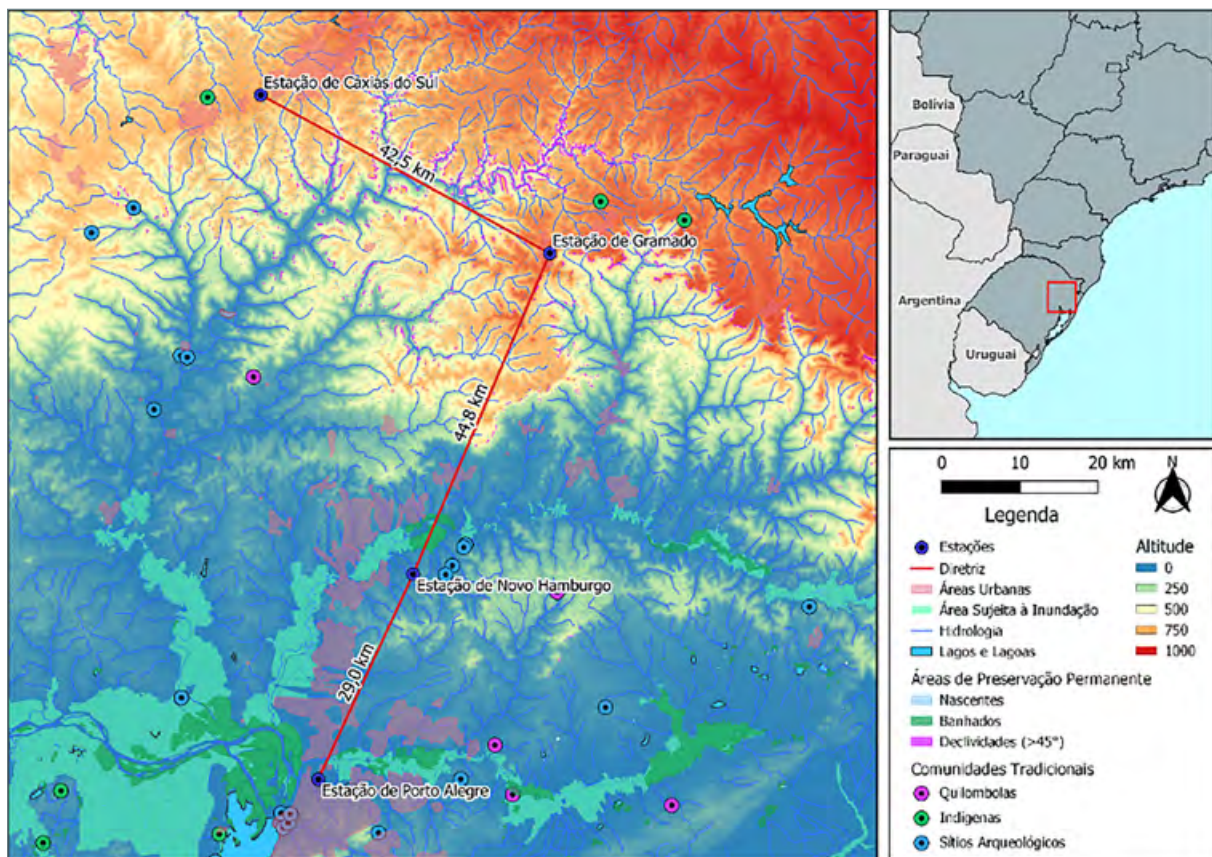 Estação de Caxias do Sul
42,5 km
Estação de Gramado
44,8 km
Estação de Novo Hamburgo
29,0 km
Estação de Porto Alegre
Bolívia
Paraguai
Argentina
Uruguai
0 10 20 km
N
Legenda
Estações
Diretriz
Áreas Urbanas
Área Sujeita à Inundação
Hidrologia
Lagos e Lagoas
Altitude
0
250
500
750
1000
Áreas de Preservação Permanente
Nascentes
Banhados
Declividades (>45°)
Comunidades Tradicionais
Quilombolas
Indígenas
Sítios Arqueológicos